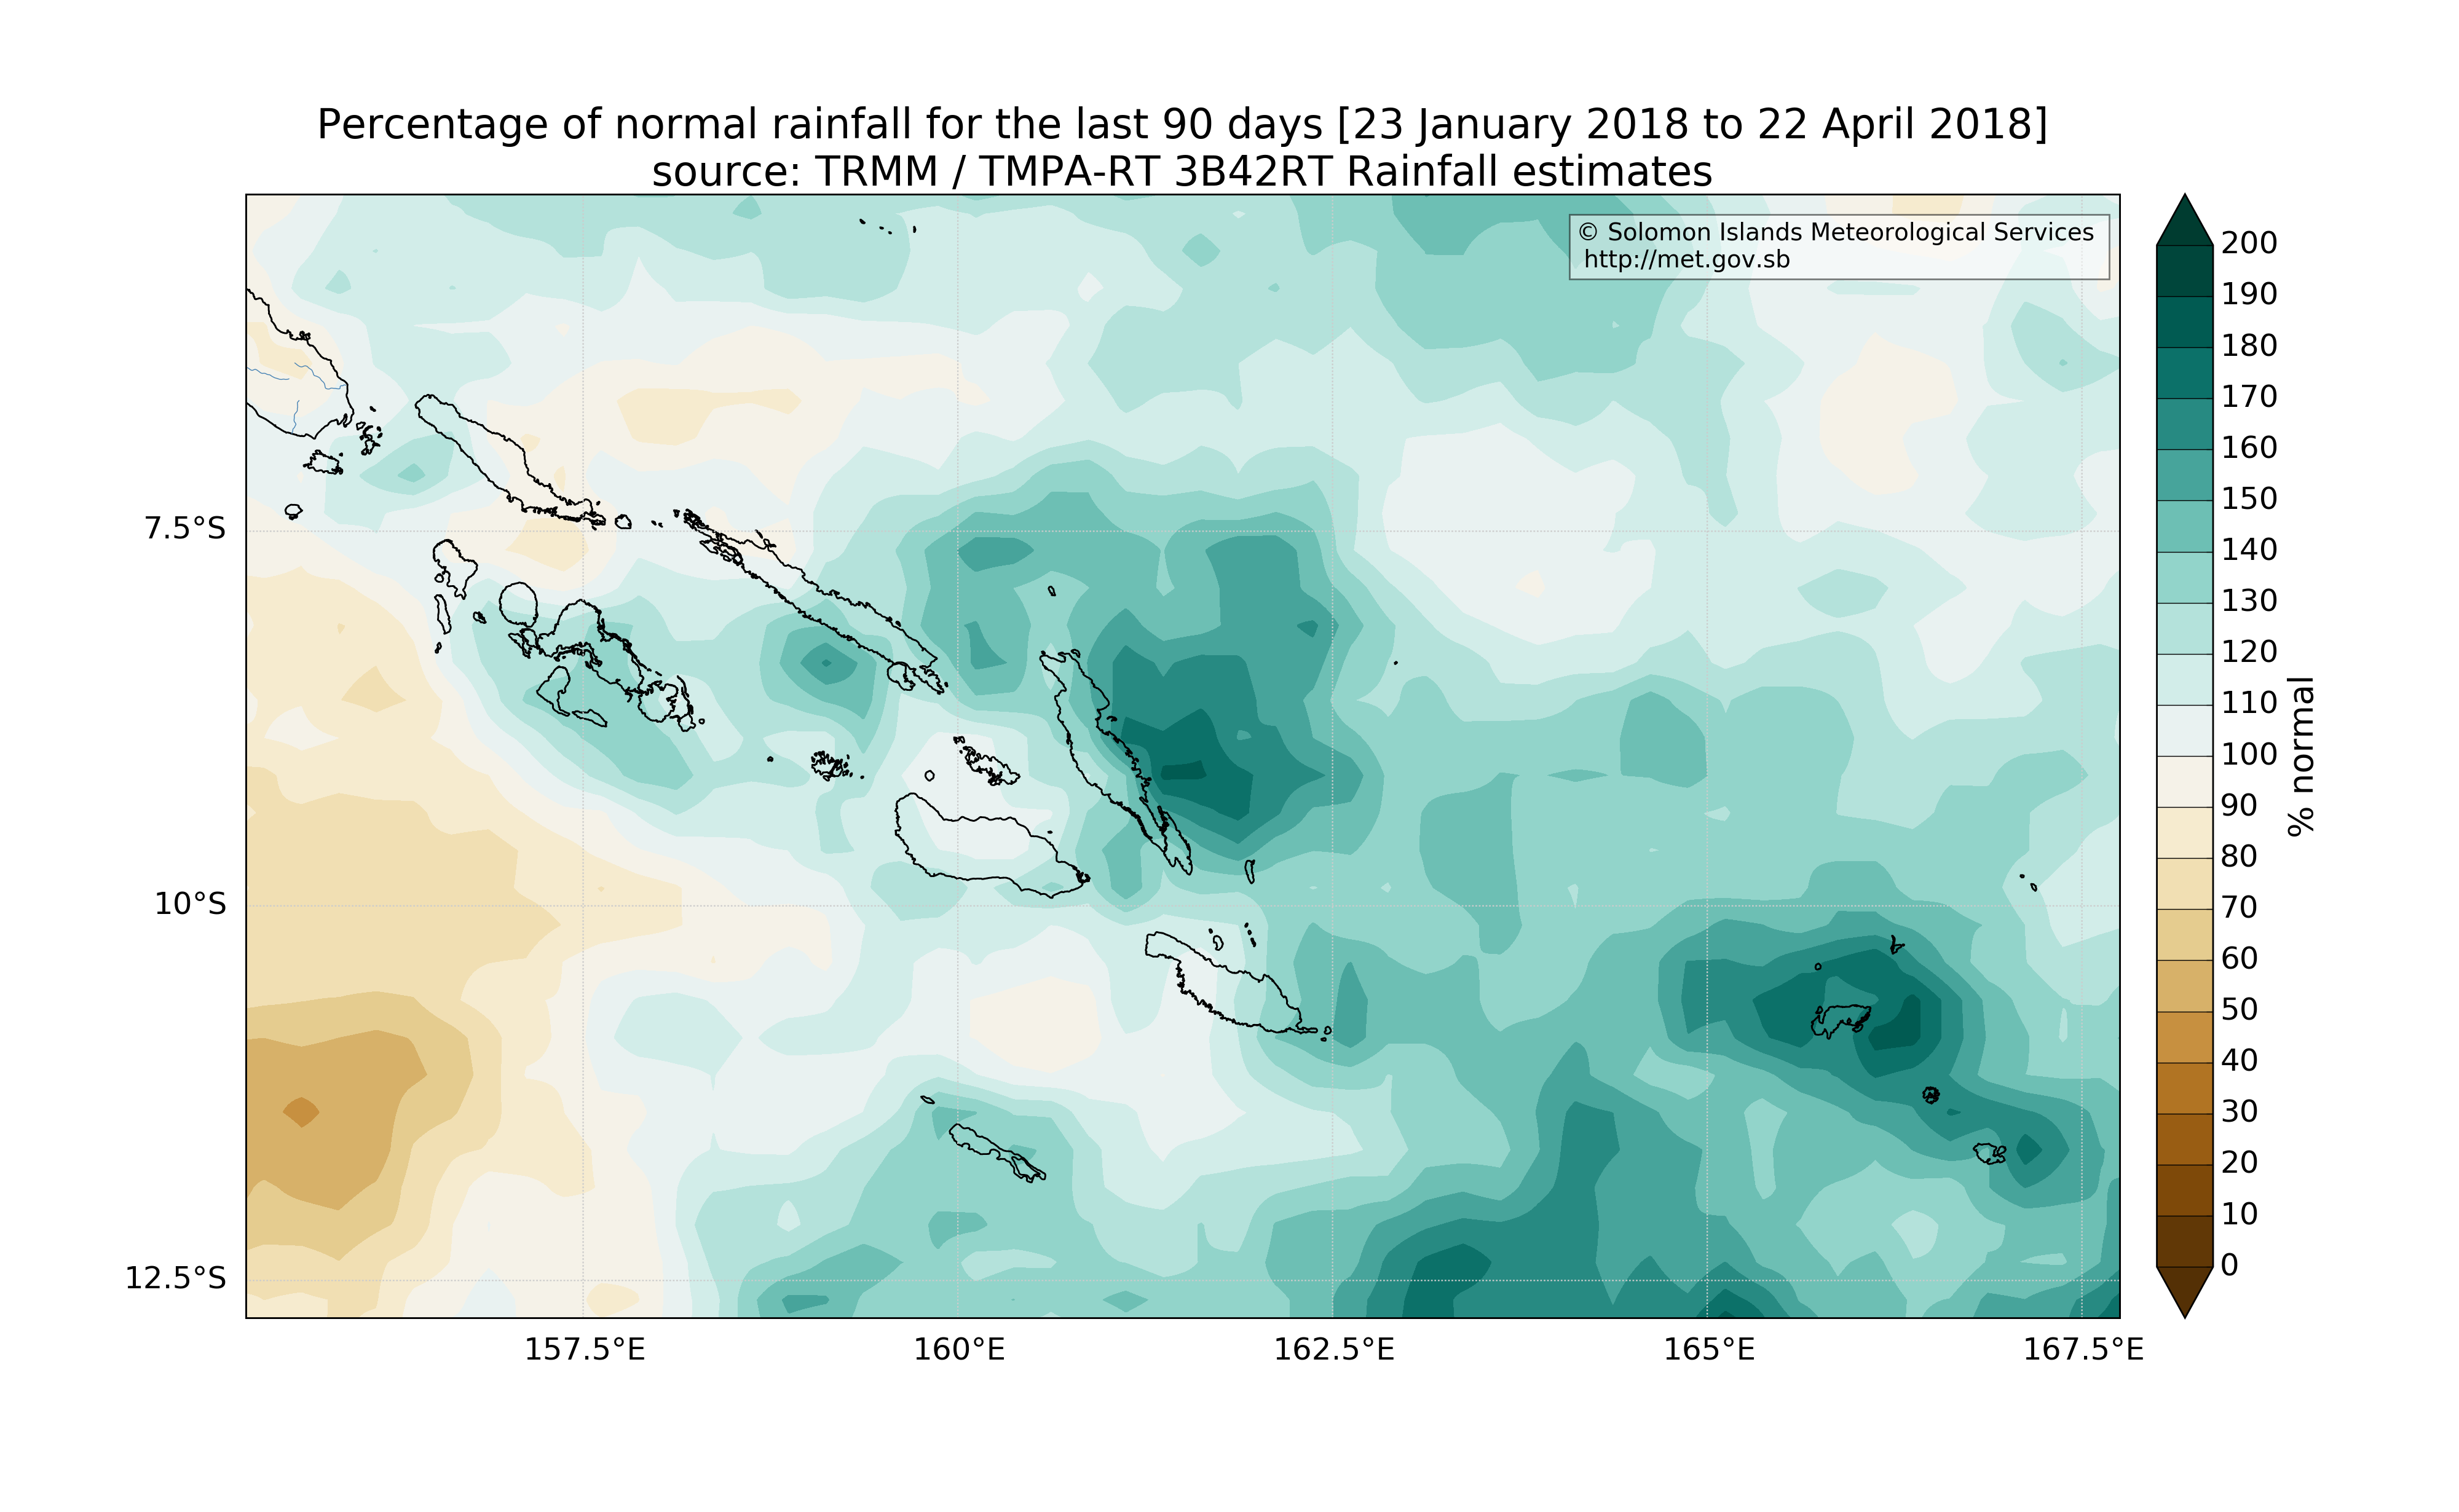 Percentage of normal rainfall for the last 90 days [23 January 2018 to 22 April 2018]
source: TRMM / TMPA-RT 3B42RT Rainfall estimates
© Solomon Islands Meteorological Services
http://met.gov.sb
7.5°S
10°S
12.5°S
157.5°E
160°E
162.5°E
165°E
167.5°E
200
190
180
170
160
150
140
130
120
110
100
90
80
70
60
50
40
30
20
10
0
% normal